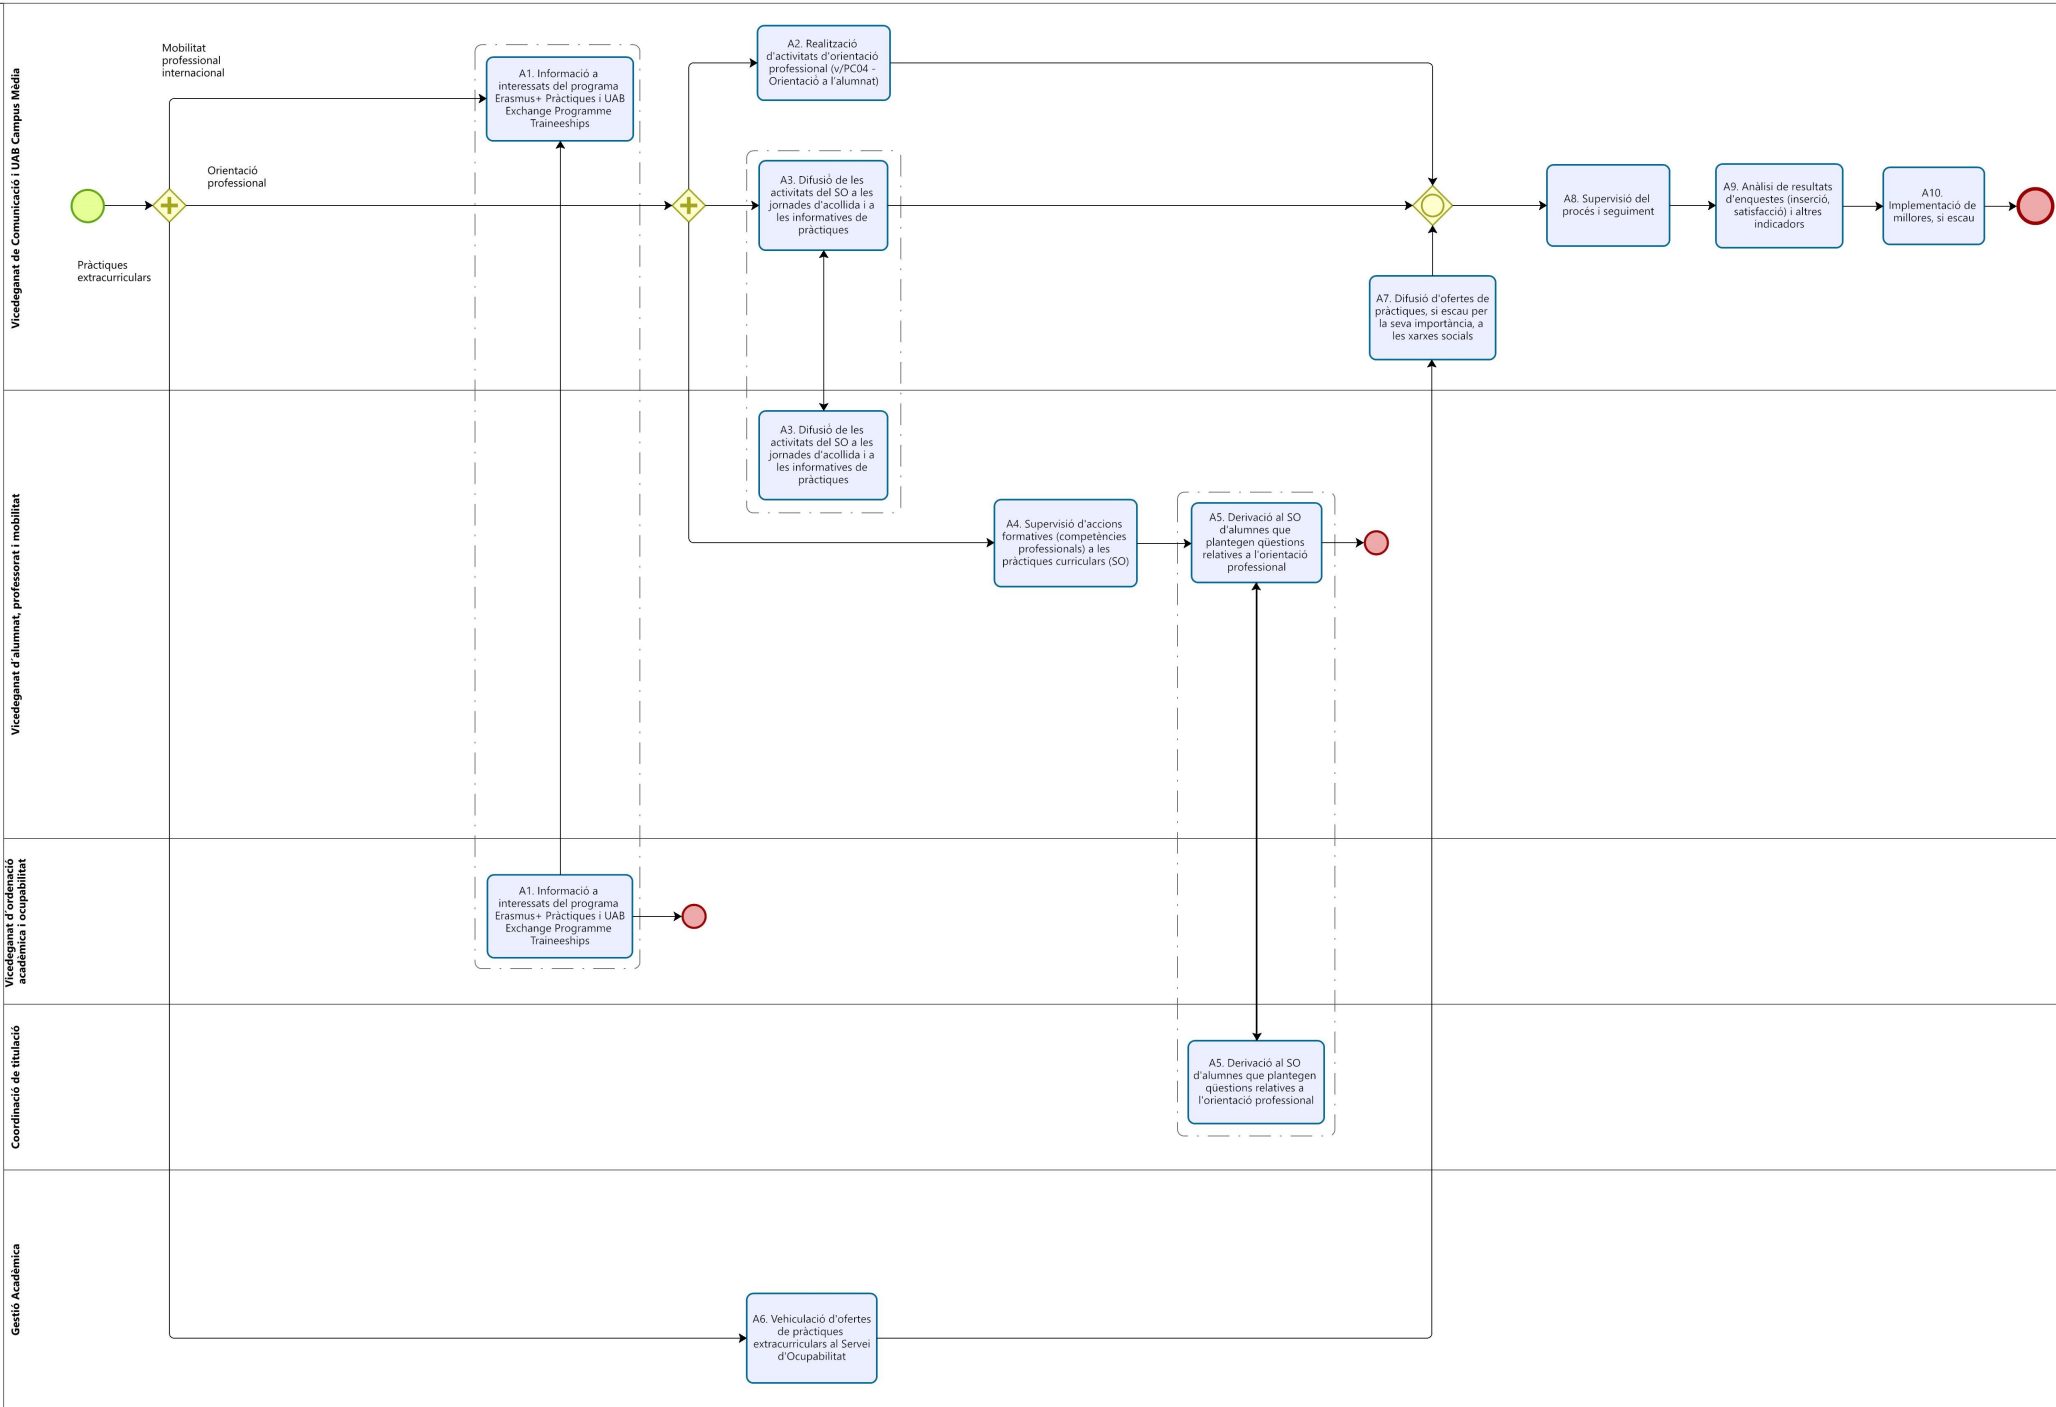 Vicedeganat de Comunicació i UAB Campus Mèdia
Mobilitat
professional
internacional
Orientació
professional
Pràctiques
extracurriculars
A1. Informació a
interessats del programa
Erasmus+ Pràctiques i UAB
Exchange Programme
Traineeships
A2. Realització
d'activitats d'orientació
professional (v/PC04 -
Orientació a l'alumnat)
A3. Difusió de les
activitats del SO a les
jornades d'acollida i a
les informatives de
pràctiques
A7. Difusió d'ofertes de
pràctiques, si escau per
la seva importància, a
les xarxes socials
A8. Supervisió del
procés i seguiment
A9. Anàlisi de resultats
d'enquestes (inserció,
satisfacció) i altres
indicadors
A10.
Implementació de
millores, si escau
Vicedeganat d´alumnat, professorat i mobilitat
A3. Difusió de les
activitats del SO a les
jornades d'acollida i a
les informatives de
pràctiques
A4. Supervisió d'accions
formatives (competències
professionals) a les
pràctiques curriculars (SO)
A5. Derivació al SO
d'alumnes que
plantegen qüestions
relatives a l'orientació
professional
Vicedeganat d´ordenació
acadèmica i ocupabilitat
A1. Informació a
interessats del programa
Erasmus+ Pràctiques i UAB
Exchange Programme
Traineeships
Coordinació de titulació
A5. Derivació al SO
d'alumnes que plantegen
qüestions relatives a
l'orientació professional
Gestió Acadèmica
A6. Vehiculació d'ofertes
de pràctiques
extracurriculars al Servei
d'Ocupabilitat